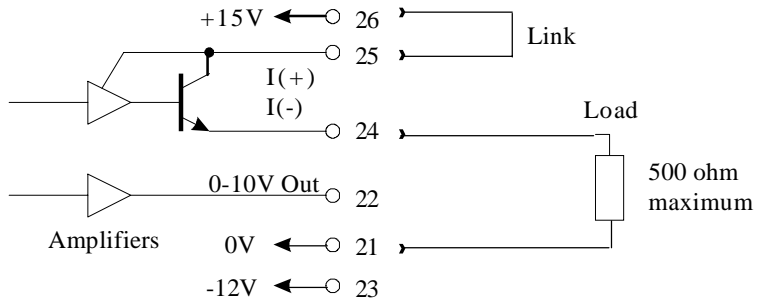 +15V 26
Link
25
I(+)
I(-)
24
Load
500 ohm
maximum
0-10V Out 22
Amplifiers
0V 21
-12V 23